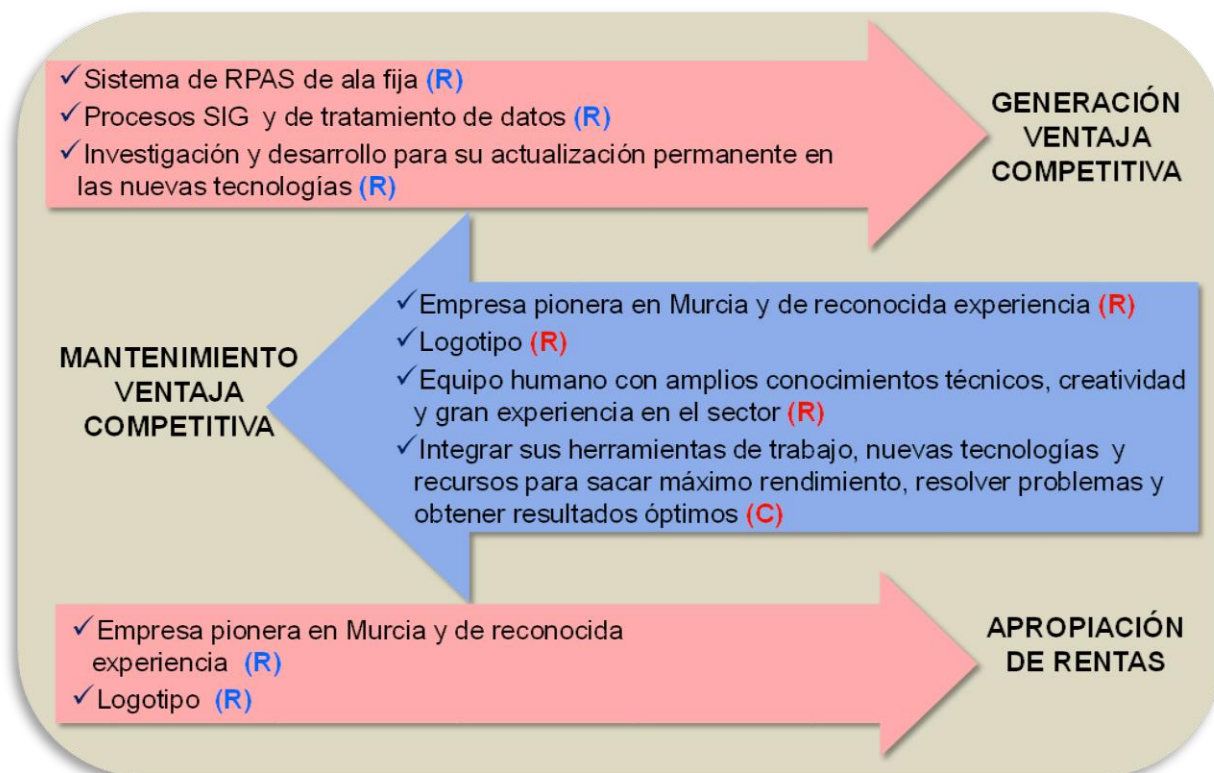 ✓ Sistema de RPAS de ala fija (R)
✓ Procesos SIG y de tratamiento de datos (R)
✓ Investigación y desarrollo para su actualización permanente en
las nuevas tecnologías (R)
GENERACIÓN
VENTAJA
COMPETITIVA
MANTENIMIENTO
VENTAJA
COMPETITIVA
✓ Empresa pionera en Murcia y de reconocida experiencia (R)
✓ Logotipo (R)
✓ Equipo humano con amplios conocimientos técnicos, creatividad
y gran experiencia en el sector (R)
✓ Integrar sus herramientas de trabajo, nuevas tecnologías y
recursos para sacar máximo rendimiento, resolver problemas y
obtener resultados óptimos (C)
✓ Empresa pionera en Murcia y de reconocida
experiencia (R)
✓ Logotipo (R)
APROPIACIÓN
DE RENTAS